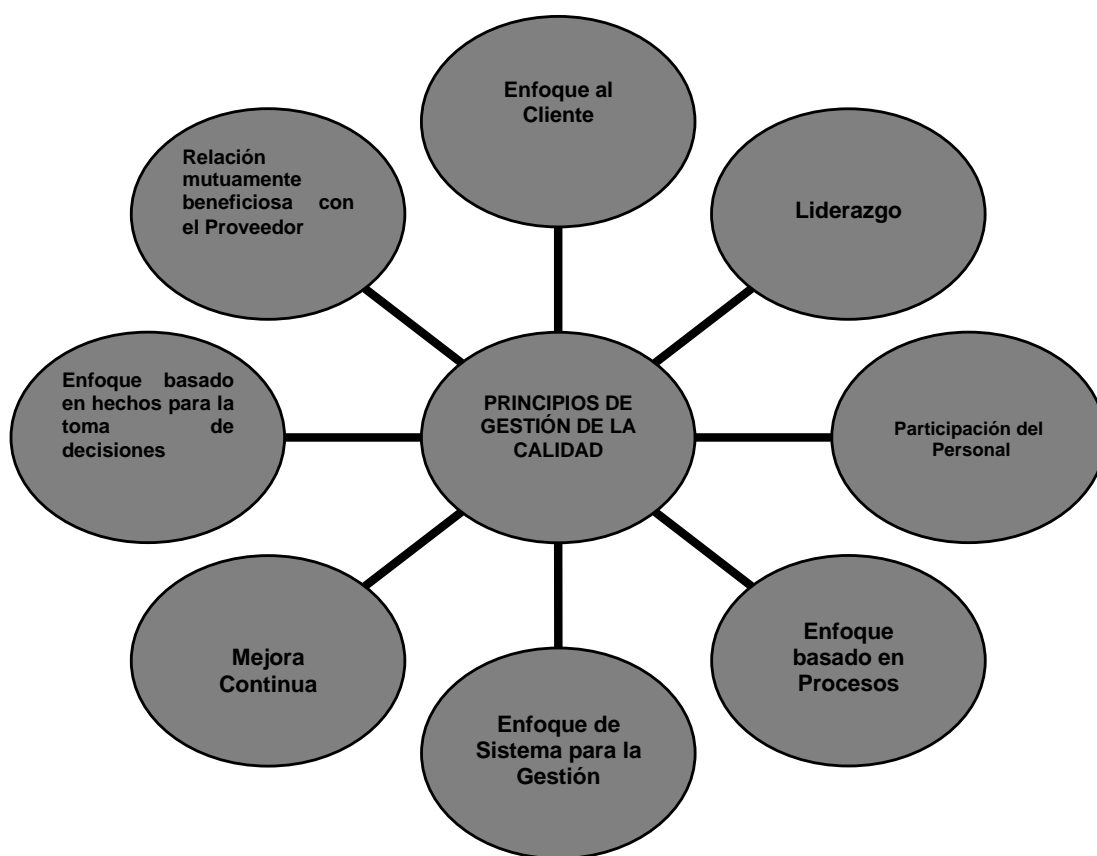 Enfoque al
Cliente
Relación
mutuamente
beneficiosa con
el Proveedor
Liderazgo
Enfoque basado
en hechos para la
toma de
decisiones
PRINCIPIOS DE
GESTIÓN DE LA
CALIDAD
Participación del
Personal
Mejora
Continua
Enfoque
basado en
Procesos
Enfoque de
Sistema para la
Gestión